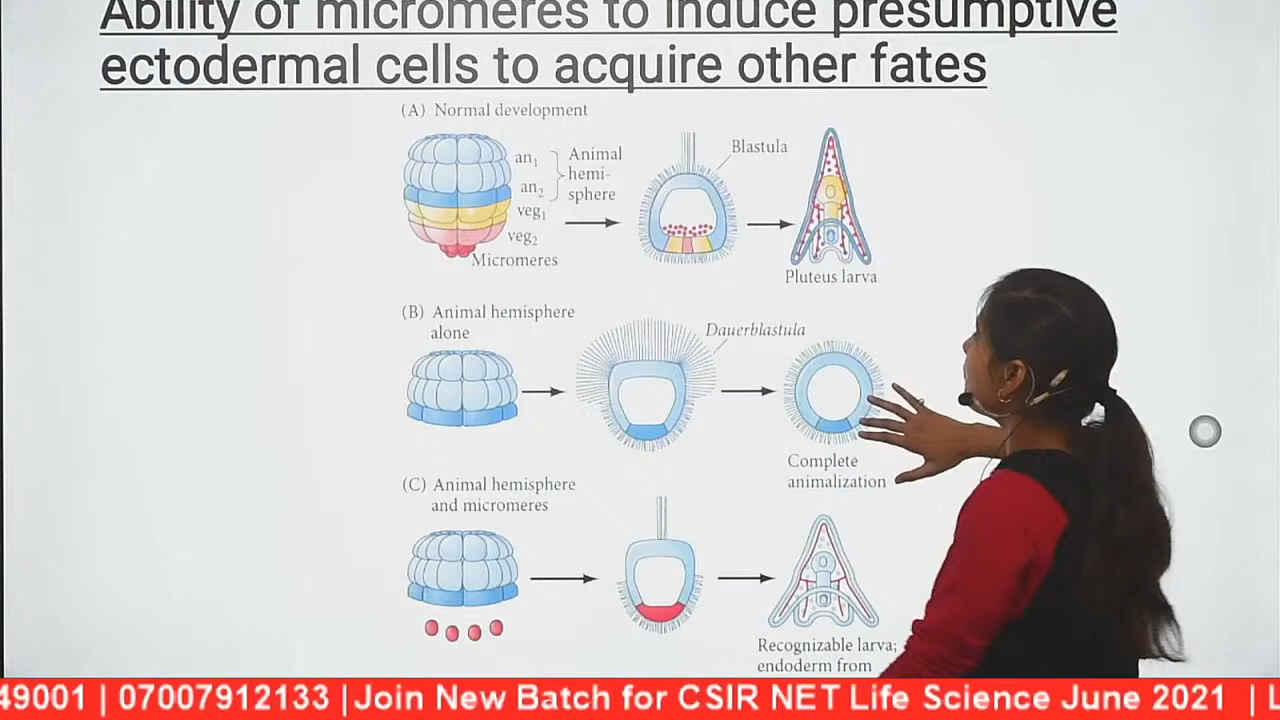 Ability of micromeres to induce presumptive
ectodermal cells to acquire other fates
(A) Normal development
an₁
Animal
hemi-
sphere
an₂
veg₁
veg₂
Micromeres
Blastula
Pluteus larva
(B) Animal hemisphere
alone
Dauerblastula
Complete
animalization
(C) Animal hemisphere
and micromeres
Recognizable larva;
endoderm from
49001 | 07007912133 |Join New Batch for CSIR NET Life Science June 2021 | L